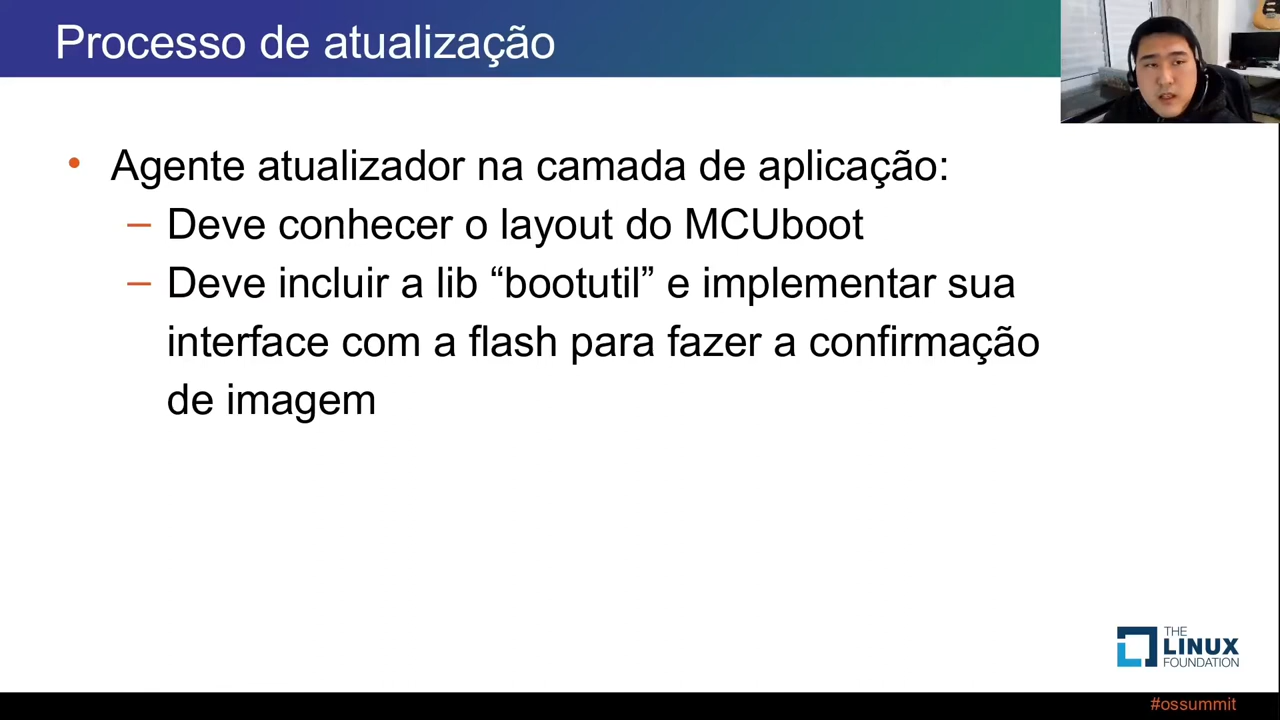 Processo de atualização
• Agente atualizador na camada de aplicação:
– Deve conhecer o layout do MCUboot
– Deve incluir a lib “bootutil” e implementar sua
interface com a flash para fazer a confirmação
de imagem
THE
LINUX
FOUNDATION
#ossummit